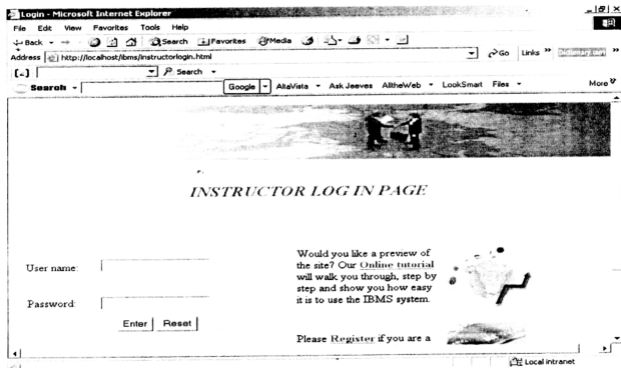 Login - Microsoft Internet Explorer
File Edit View Favorites Tools Help
Back Search Favorites Media
Address http://localhost/ibms/instructorlogin.html Go Links »
[-] Search
Search Google AltaVista Ask Jeeves AlltheWeb LookSmart Files More
INSTRUCTOR LOG IN PAGE
User name:
Password:
Enter Reset
Would you like a preview of
the site? Our Online tutorial
will walk you through, step by
step and show you how easy
it is to use the IBMS system.
Please Register if you are a
Local intranet